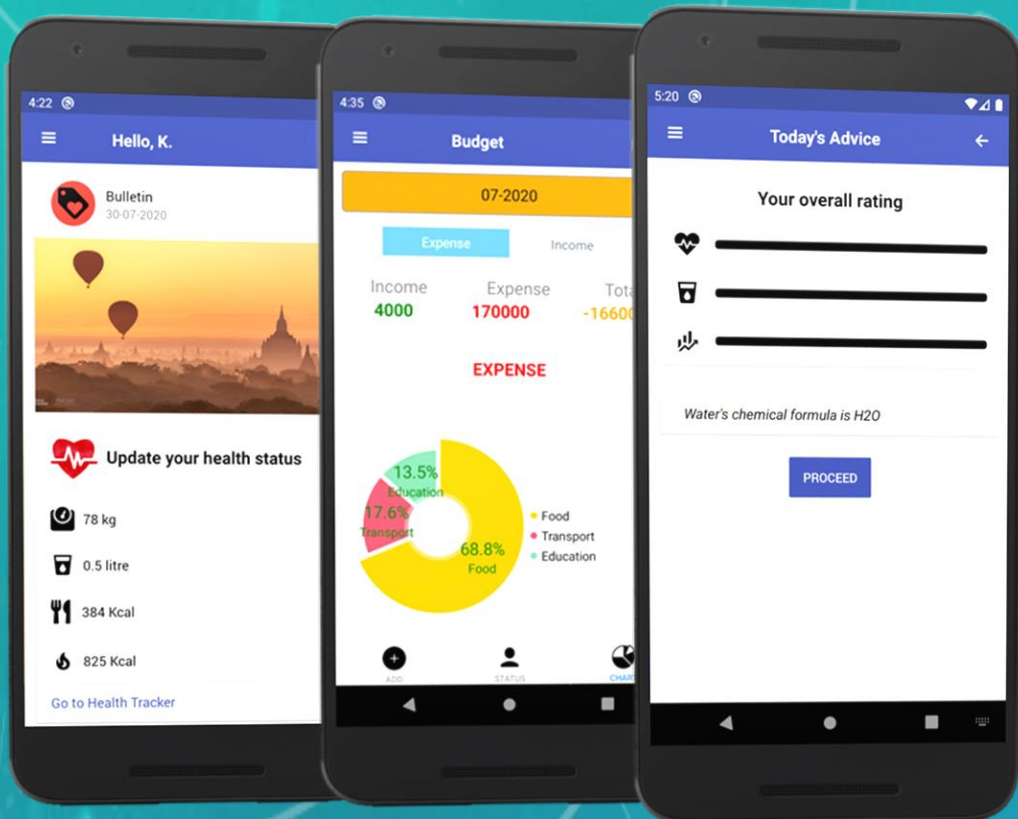 4:22
Hello, K.
Bulletin
30-07-2020
Update your health status
78 kg
0.5 litre
384 Kcal
825 Kcal
Go to Health Tracker
4:35
Budget
07-2020
Expense Income
Income Expense Tota
4000 170000 -16600
EXPENSE
13.5%
Education
17.6%
Transport
68.8%
Food
Food
Transport
Education
ADD STATUS CHAR
5:20
Today's Advice
Your overall rating
Water's chemical formula is H2O
PROCEED